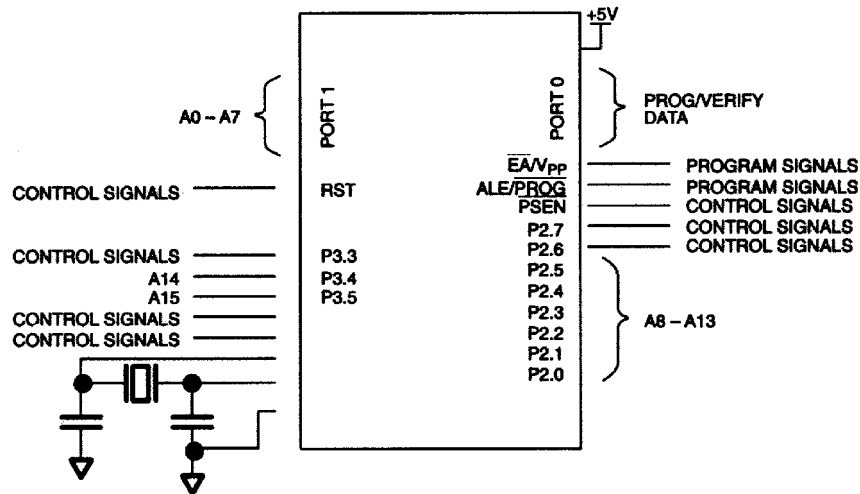 +5V
A0 – A7
PORT 1
PORT 0
PROG/VERIFY
DATA
EA/VPP
PROGRAM SIGNALS
CONTROL SIGNALS
RST
ALE/PROG
PROGRAM SIGNALS
PSEN
CONTROL SIGNALS
P2.7
CONTROL SIGNALS
CONTROL SIGNALS
P3.3
P2.6
CONTROL SIGNALS
A14
P3.4
P2.5
A15
P3.5
P2.4
CONTROL SIGNALS
P2.3
A8 – A13
CONTROL SIGNALS
P2.2
P2.1
P2.0